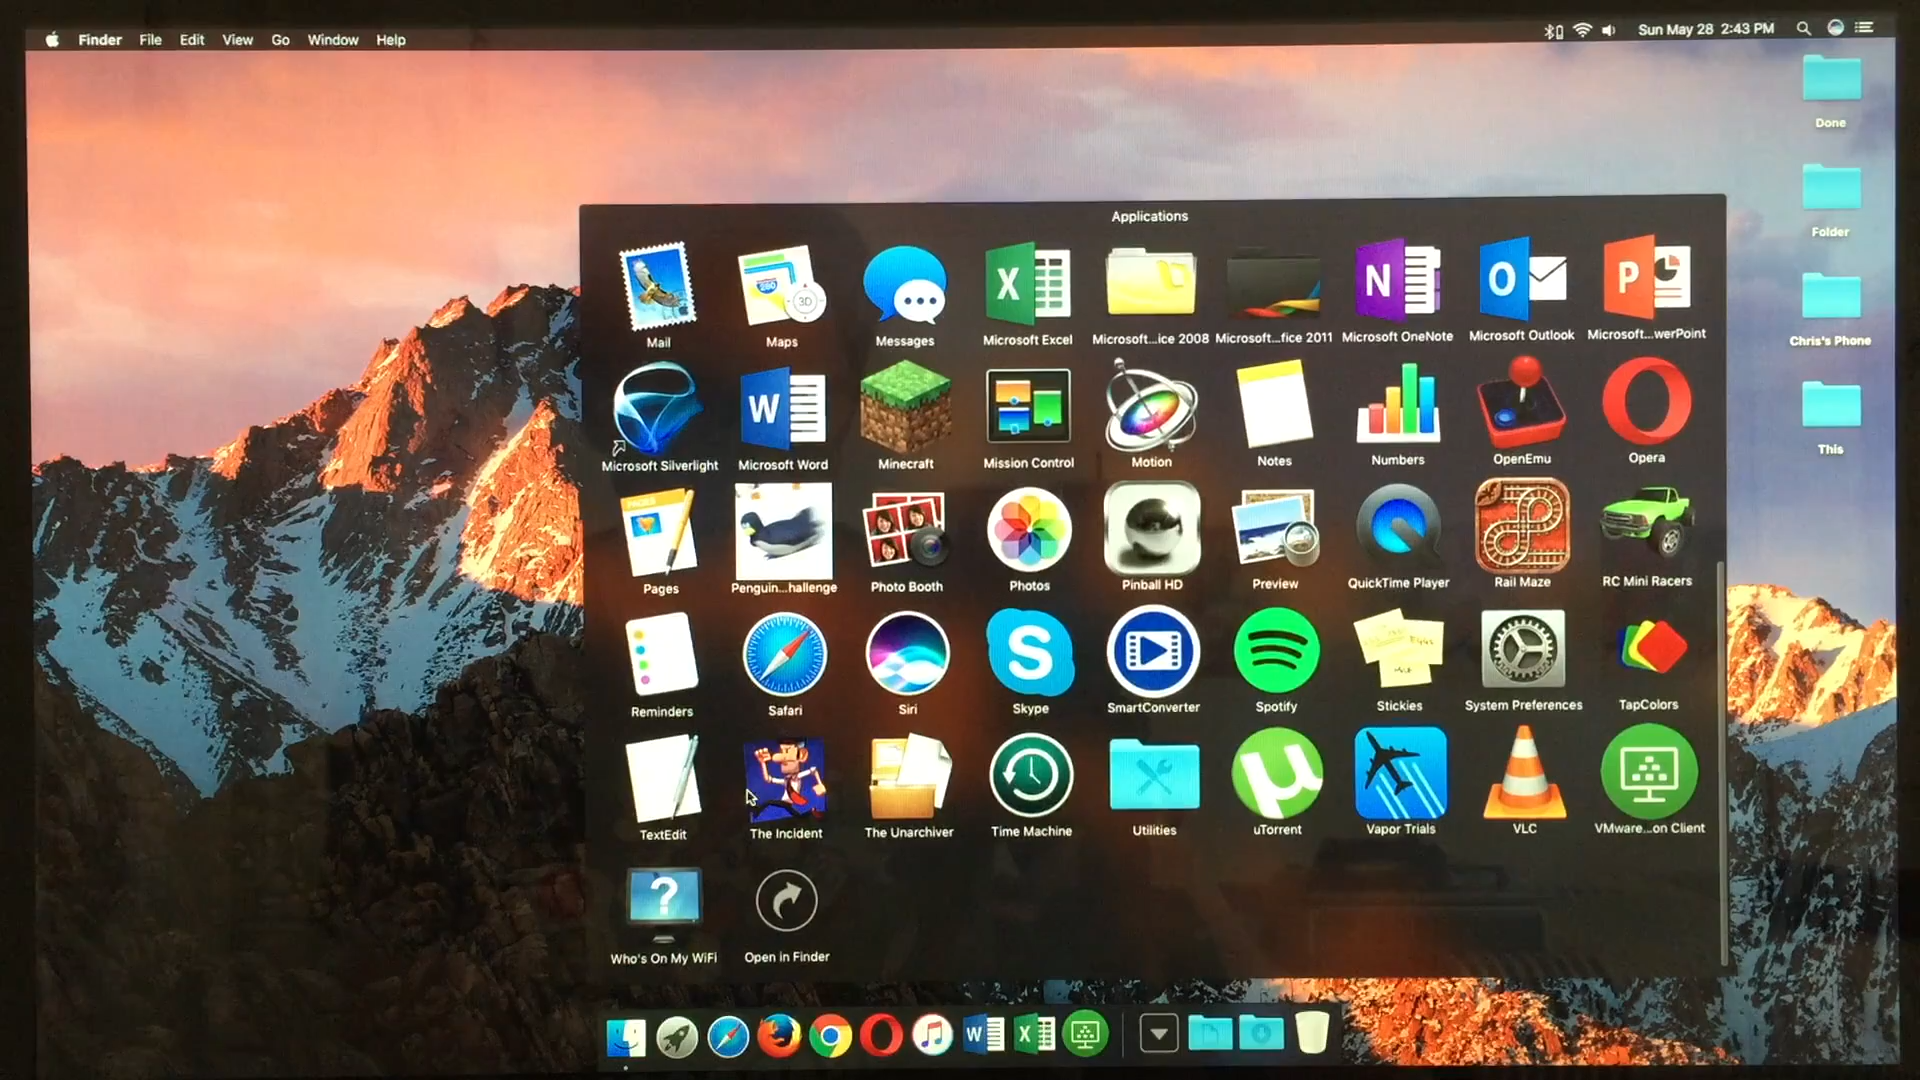 Finder File Edit View Go Window Help
Sun May 28 2:43 PM
Done
Folder
Chris's Phone
This
Applications
Mail Maps Messages Microsoft Excel Microsoft...ice 2008 Microsoft...fice 2011 Microsoft OneNote Microsoft Outlook Microsoft...werPoint
Microsoft Silverlight Microsoft Word Minecraft Mission Control Motion Notes Numbers OpenEmu Opera
Pages Penguin...hallenge Photo Booth Photos Pinball HD Preview QuickTime Player Rail Maze RC Mini Racers
Reminders Safari Siri Skype SmartConverter Spotify Stickies System Preferences TapColors
TextEdit The Incident The Unarchiver Time Machine Utilities uTorrent Vapor Trials VLC VMware...on Client
Who's On My WiFi Open in Finder